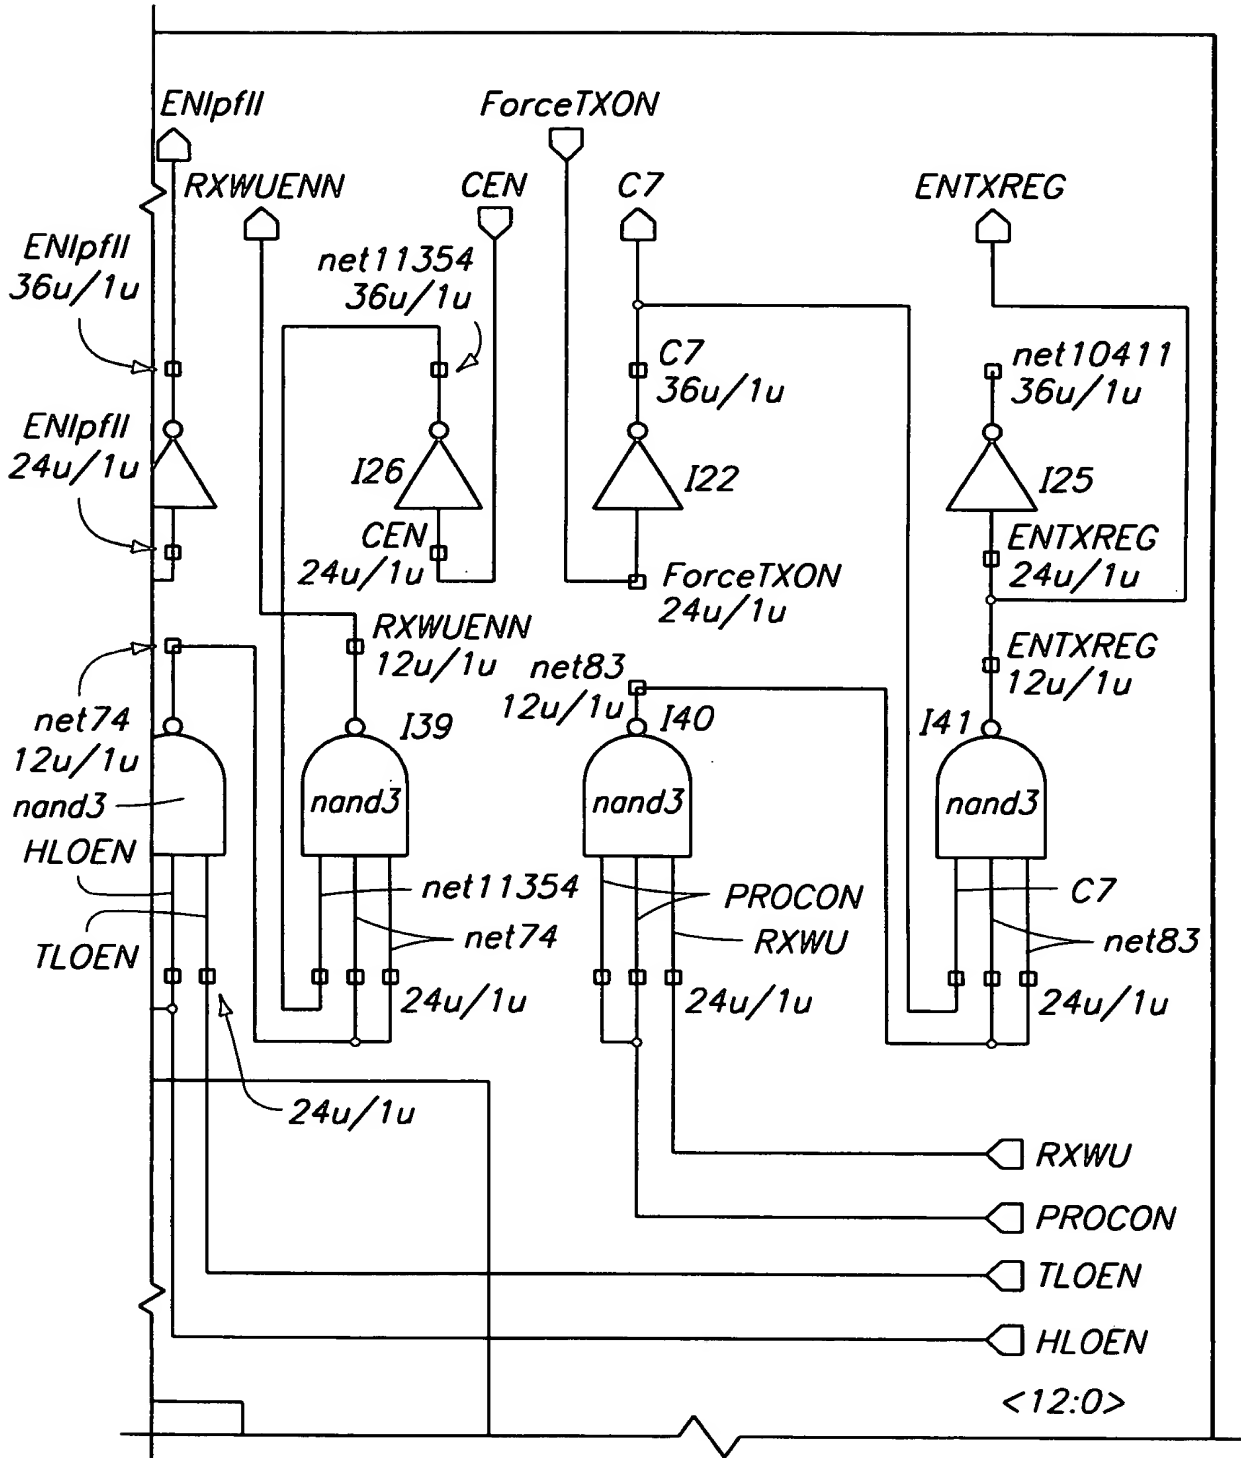 ENIpfII
ForceTXON
RXWUENN
CEN
C7
ENTXREG
ENIpfII
36u/1u
net11354
36u/1u
C7
36u/1u
net10411
36u/1u
ENIpfII
24u/1u
I26
I22
I25
CEN
24u/1u
ForceTXON
24u/1u
ENTXREG
24u/1u
RXWUENN
12u/1u
net83
12u/1u
ENTXREG
12u/1u
net74
12u/1u
I39
I40
I41
nand3
nand3
nand3
nand3
HLOEN
net11354
PROCON
C7
TLOEN
net74
RXWU
net83
24u/1u
24u/1u
24u/1u
24u/1u
RXWU
PROCON
TLOEN
HLOEN
<12:0>